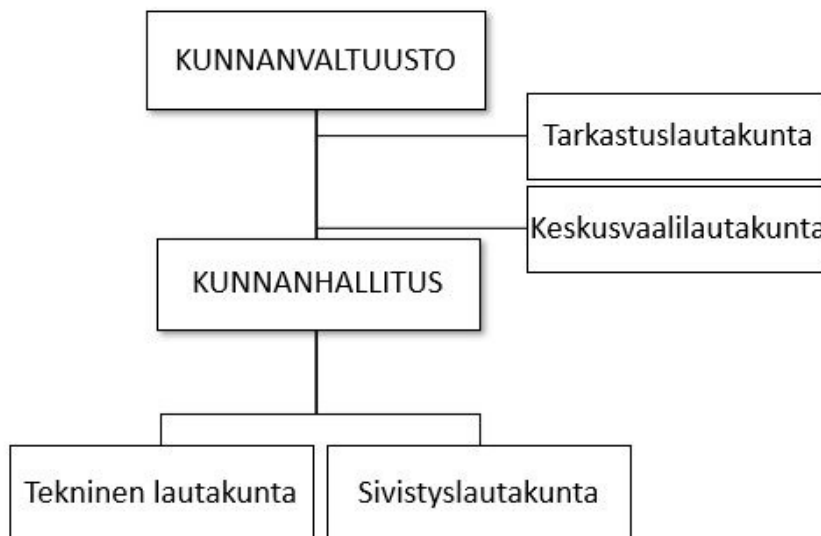 KUNNANVALTUUSTO
Tarkastuslautakunta
Keskusvaalilautakunta
KUNNANHALLITUS
Tekninen lautakunta
Sivistyslautakunta